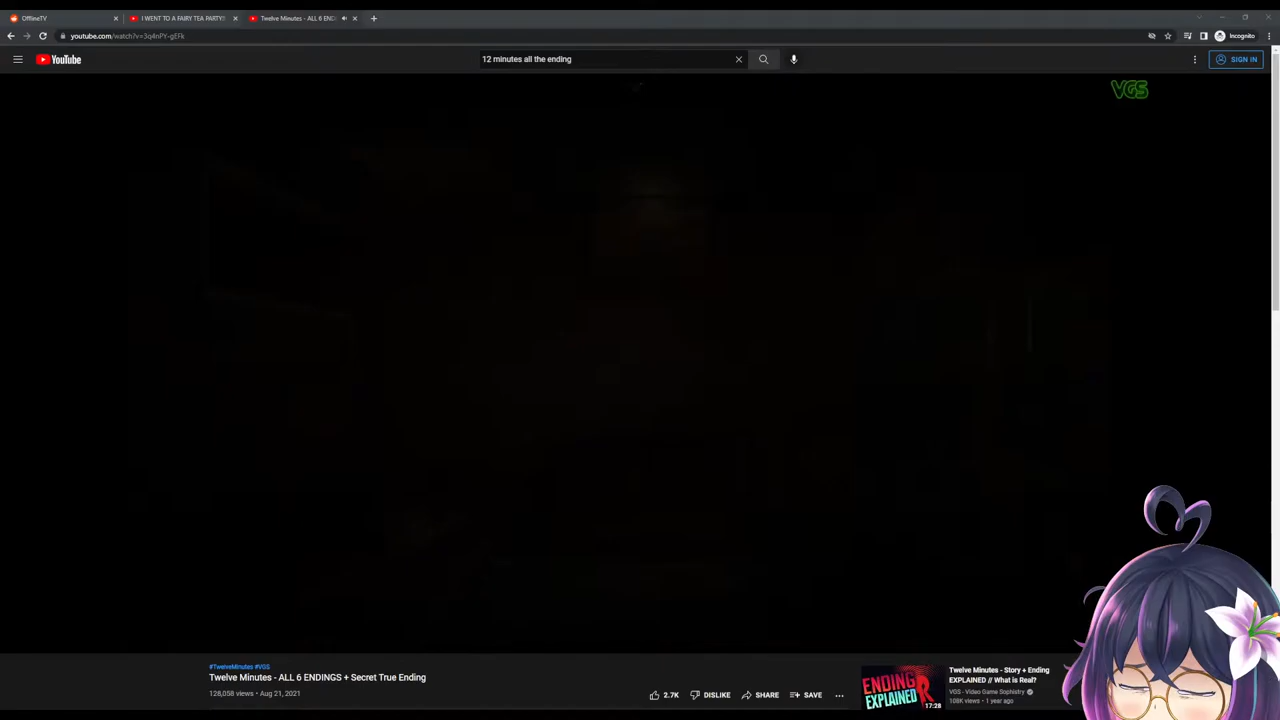 OfflineTV
I WENT TO A FAIRY TEA PARTY!
Twelve Minutes - ALL 6 END
youtube.com/watch?v=3q4nPY-gEFk
Incognito
YouTube
12 minutes all the ending
SIGN IN
VGS
#TwelveMinutes #VGS
Twelve Minutes - ALL 6 ENDINGS + Secret True Ending
128,058 views • Aug 21, 2021
2.7K
DISLIKE
SHARE
SAVE
ENDING
EXPLAINED
17:28
Twelve Minutes - Story + Ending
EXPLAINED // What is Real?
VGS - Video Game Sophistry
108K views • 1 year ago